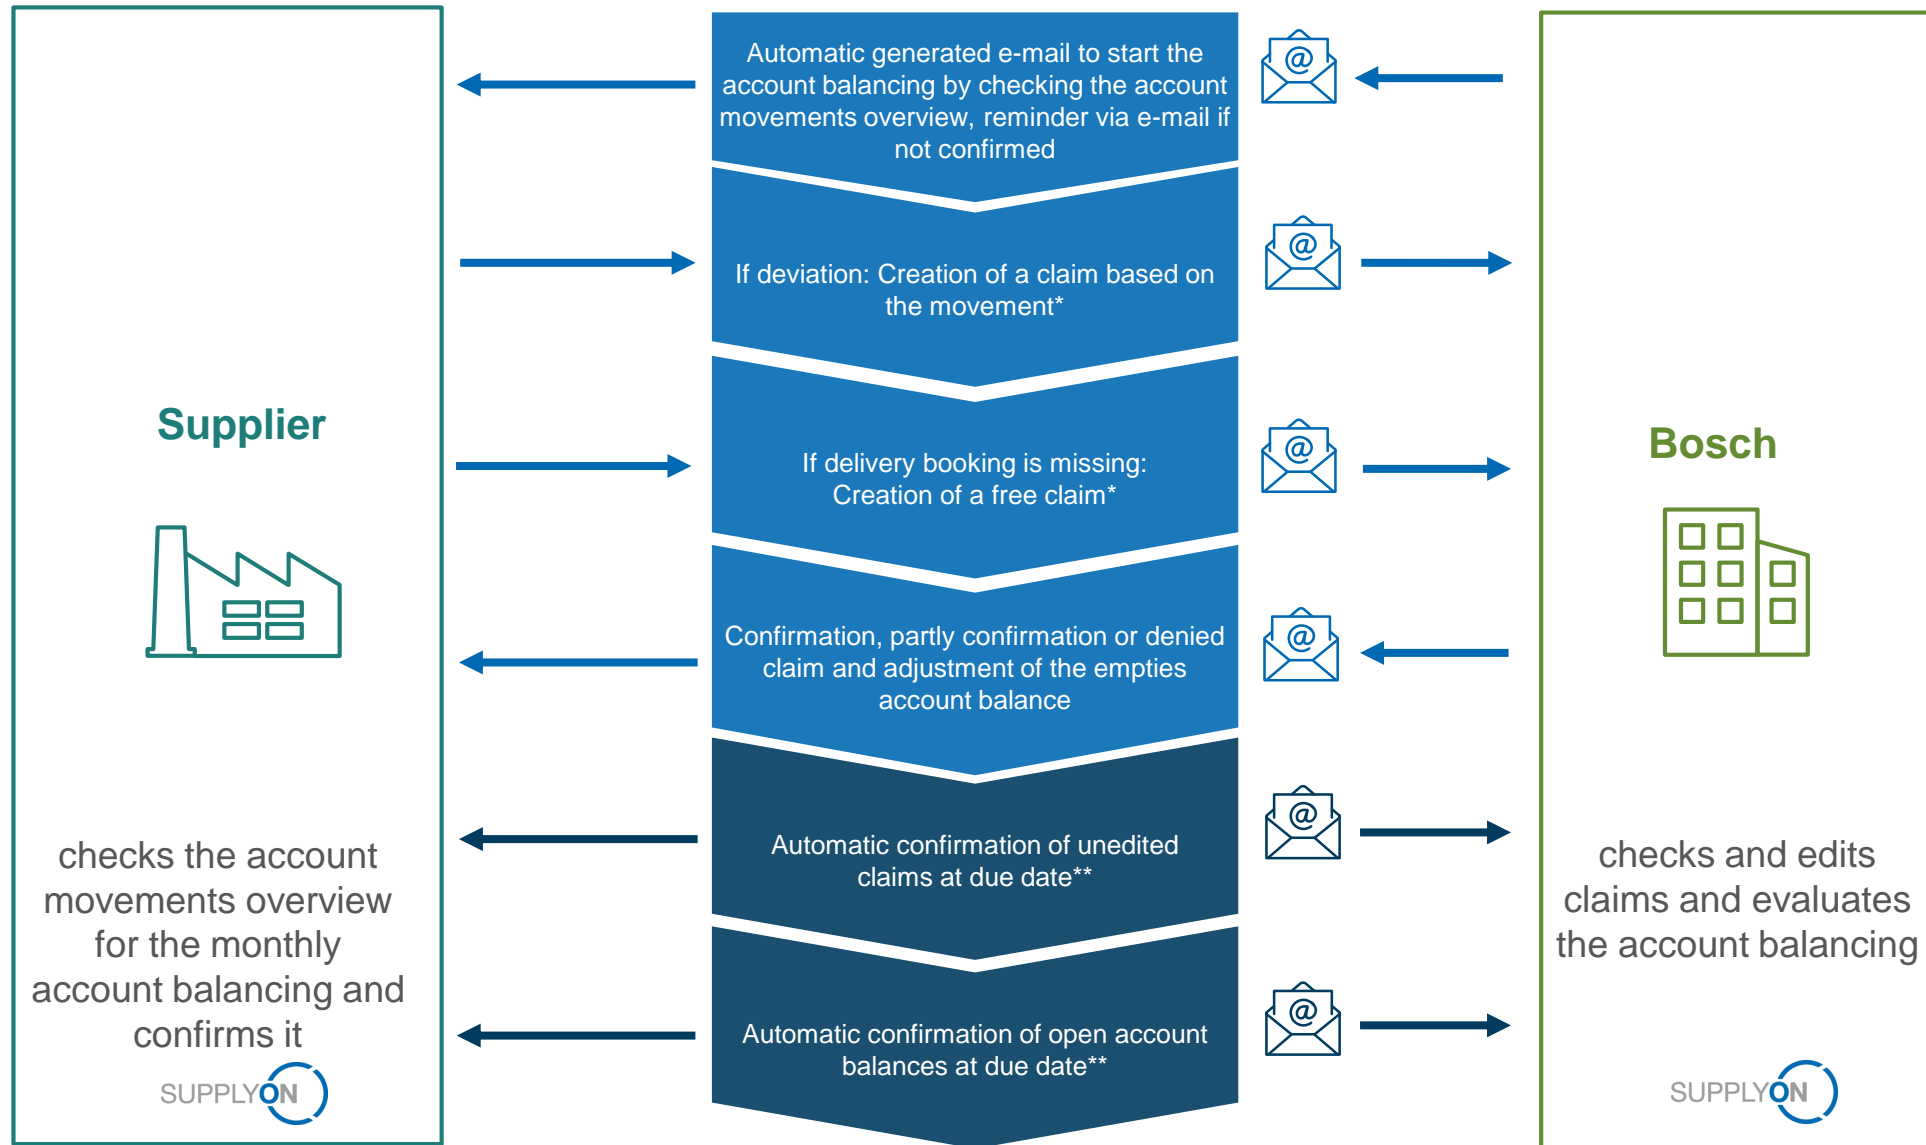 Automatic generated e-mail to start the
account balancing by checking the account
movements overview, reminder via e-mail if
not confirmed
If deviation: Creation of a claim based on
the movement*
Supplier
If delivery booking is missing:
Creation of a free claim*
Bosch
Confirmation, partly confirmation or denied
claim and adjustment of the empties
account balance
Automatic confirmation of unedited
claims at due date**
Automatic confirmation of open account
balances at due date**
checks the account
movements overview
for the monthly
account balancing and
confirms it
SUPPLYON
checks and edits
claims and evaluates
the account balancing
SUPPLYON
@
@
@
@
@
@